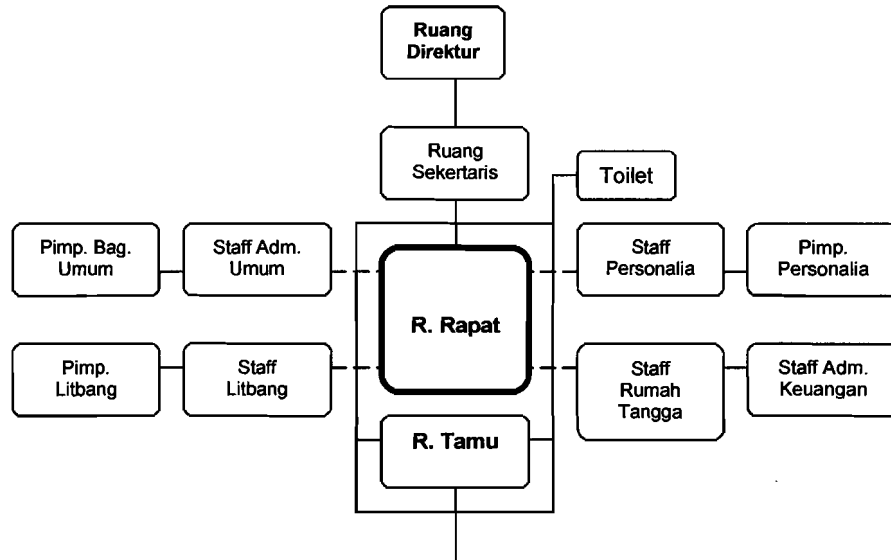 Ruang
Direktur
Ruang
Sekertaris
Toilet
Pimp. Bag.
Umum
Staff Adm.
Umum
R. Rapat
Staff
Personalia
Pimp.
Personalia
Pimp.
Litbang
Staff
Litbang
Staff
Rumah
Tangga
Staff Adm.
Keuangan
R. Tamu